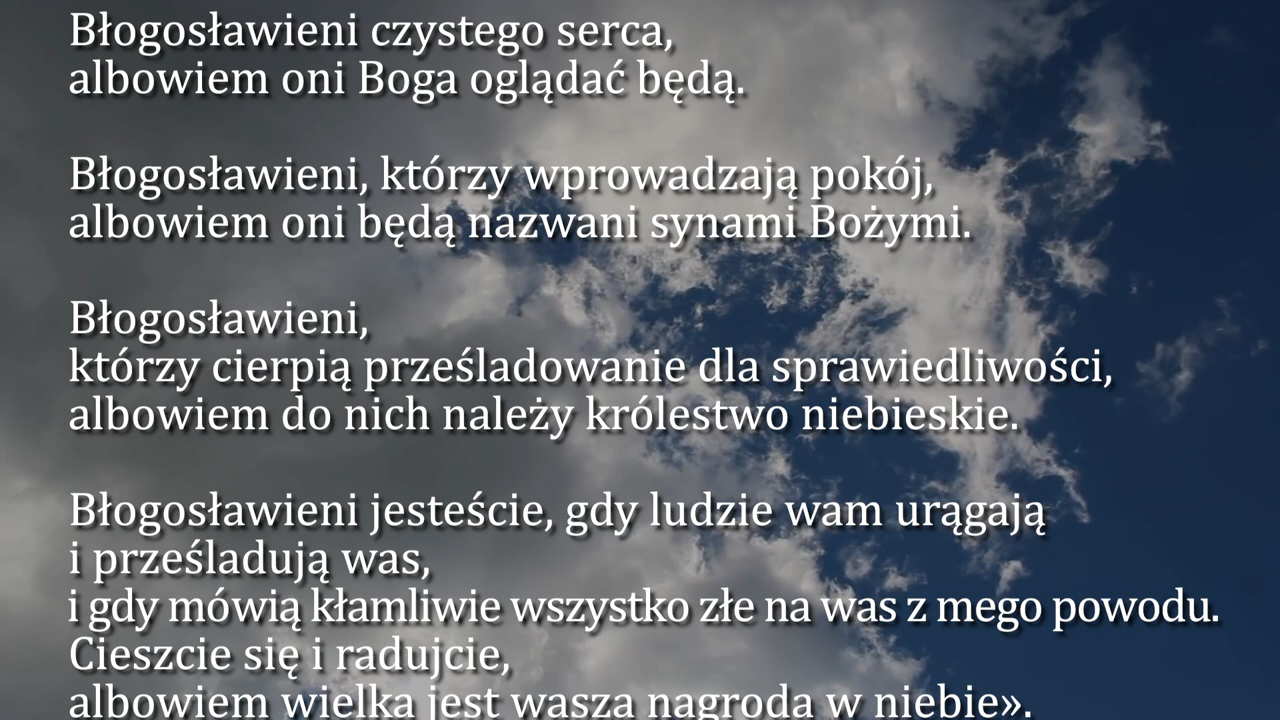 Błogosławieni czystego serca,
albowiem oni Boga oglądać będą.
Błogosławieni, którzy wprowadzają pokój,
albowiem oni będą nazwani synami Bożymi.
Błogosławieni,
którzy cierpią prześladowanie dla sprawiedliwości,
albowiem do nich należy królestwo niebieskie.
Błogosławieni jesteście, gdy ludzie wam urągają
i prześladują was,
i gdy mówią kłamliwie wszystko złe na was z mego powodu.
Cieszcie się i radujcie,
albowiem wielka jest wasza nagroda w niebie».